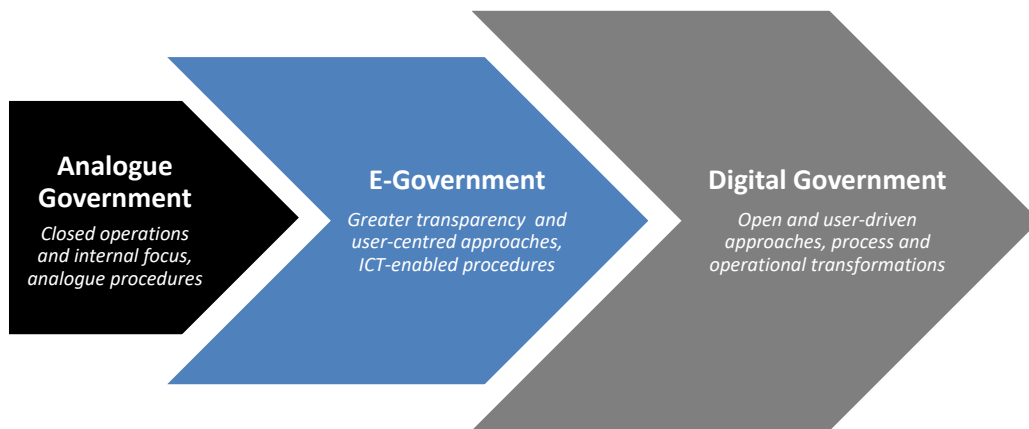 Analogue
Government
Closed operations
and internal focus,
analogue procedures
E-Government
Greater transparency and
user-centred approaches,
ICT-enabled procedures
Digital Government
Open and user-driven
approaches, process and
operational transformations